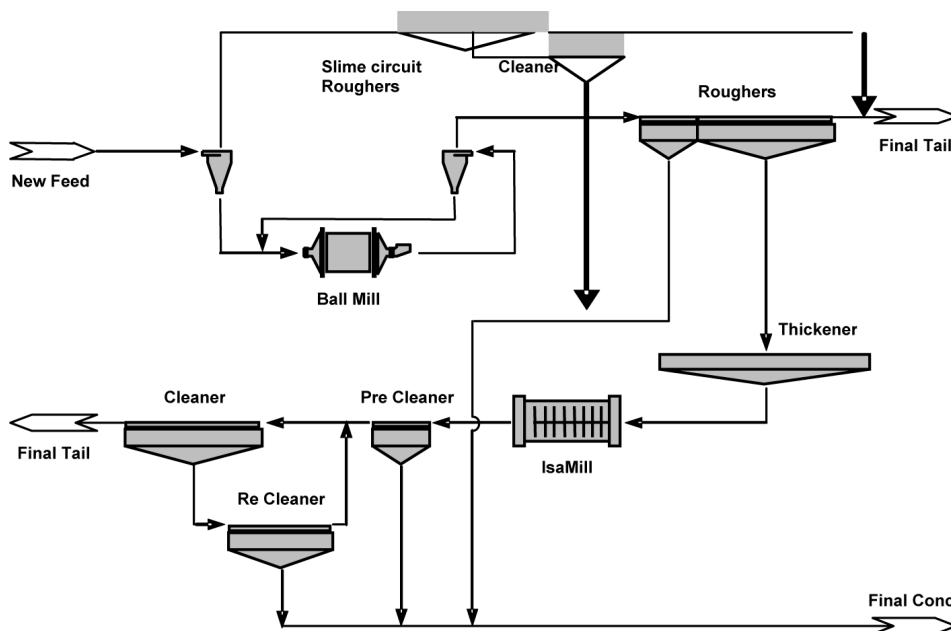 Slime circuit
Roughers
Cleaner
Roughers
Final Tail
New Feed
Ball Mill
Thickener
Cleaner
Pre Cleaner
Final Tail
IsaMill
Re Cleaner
Final Conc